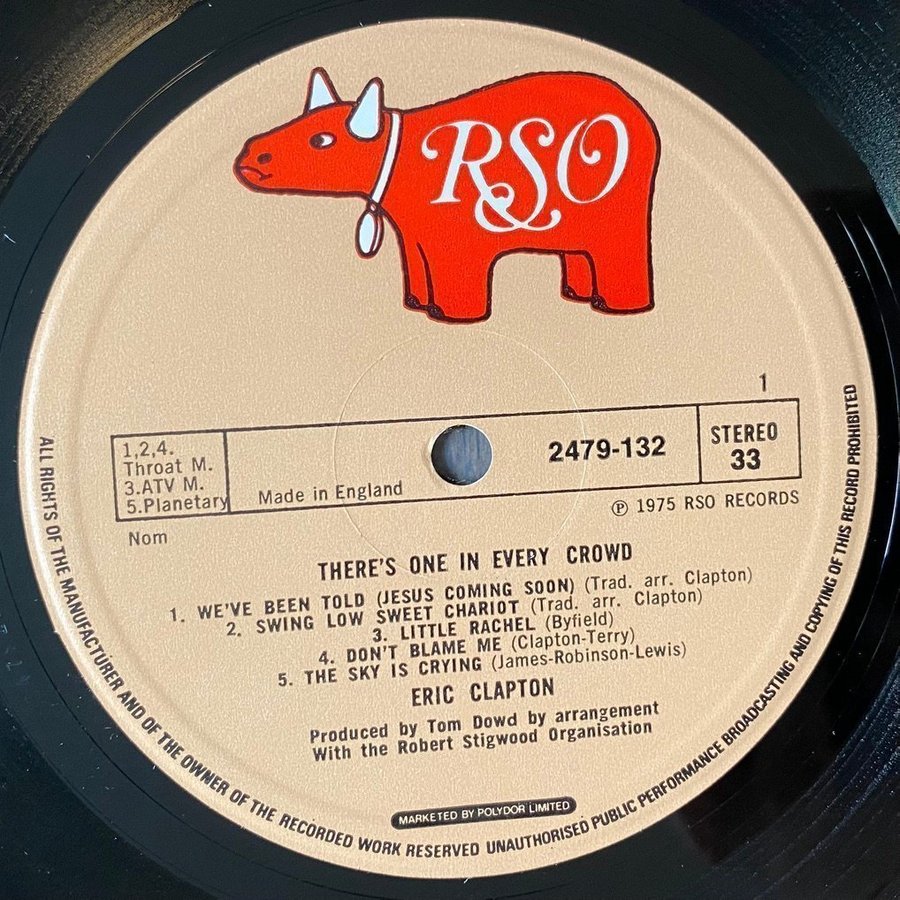 RSO
1
1,2,4.
Throat M.
3.ATV M.
5.Planetary
Made in England
2479-132
STEREO
33
Nom
℗ 1975 RSO RECORDS
THERE'S ONE IN EVERY CROWD
1. WE'VE BEEN TOLD (JESUS COMING SOON) (Trad. arr. Clapton)
2. SWING LOW SWEET CHARIOT (Trad. arr. Clapton)
3. LITTLE RACHEL (Byfield)
4. DON'T BLAME ME (Clapton-Terry)
5. THE SKY IS CRYING (James-Robinson-Lewis)
ERIC CLAPTON
Produced by Tom Dowd by arrangement
With the Robert Stigwood Organisation
MARKETED BY POLYDOR LIMITED
ALL RIGHTS OF THE MANUFACTURER AND OF THE OWNER OF THE RECORDED WORK RESERVED UNAUTHORISED PUBLIC PERFORMANCE BROADCASTING AND COPYING OF THIS RECORD PROHIBITED